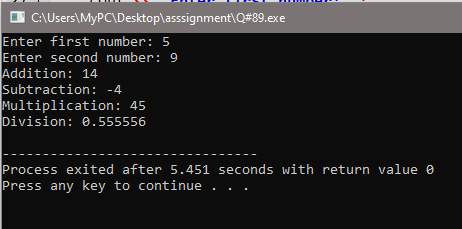 C:\Users\MyPC\Desktop\asssignment\Q#89.exe
Enter first number: 5
Enter second number: 9
Addition: 14
Subtraction: -4
Multiplication: 45
Division: 0.555556
--------------------------------
Process exited after 5.451 seconds with return value 0
Press any key to continue . . .